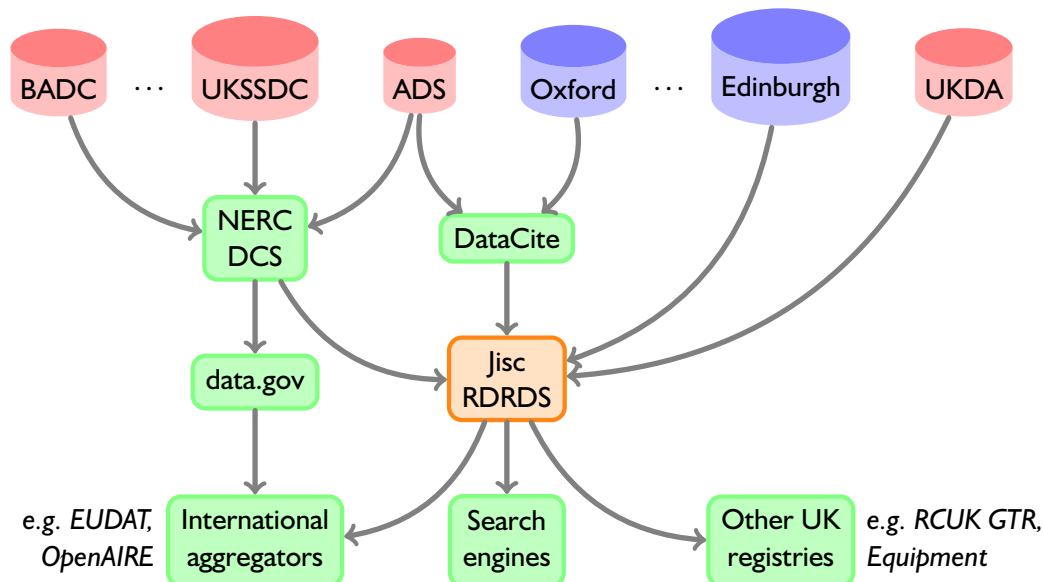 BADC
...
UKSSDC
ADS
Oxford
...
Edinburgh
UKDA
NERC
DCS
DataCite
data.gov
Jisc
RDRDS
e.g. EUDAT,
OpenAIRE
International
aggregators
Search
engines
Other UK
registries
e.g. RCUK GTR,
Equipment